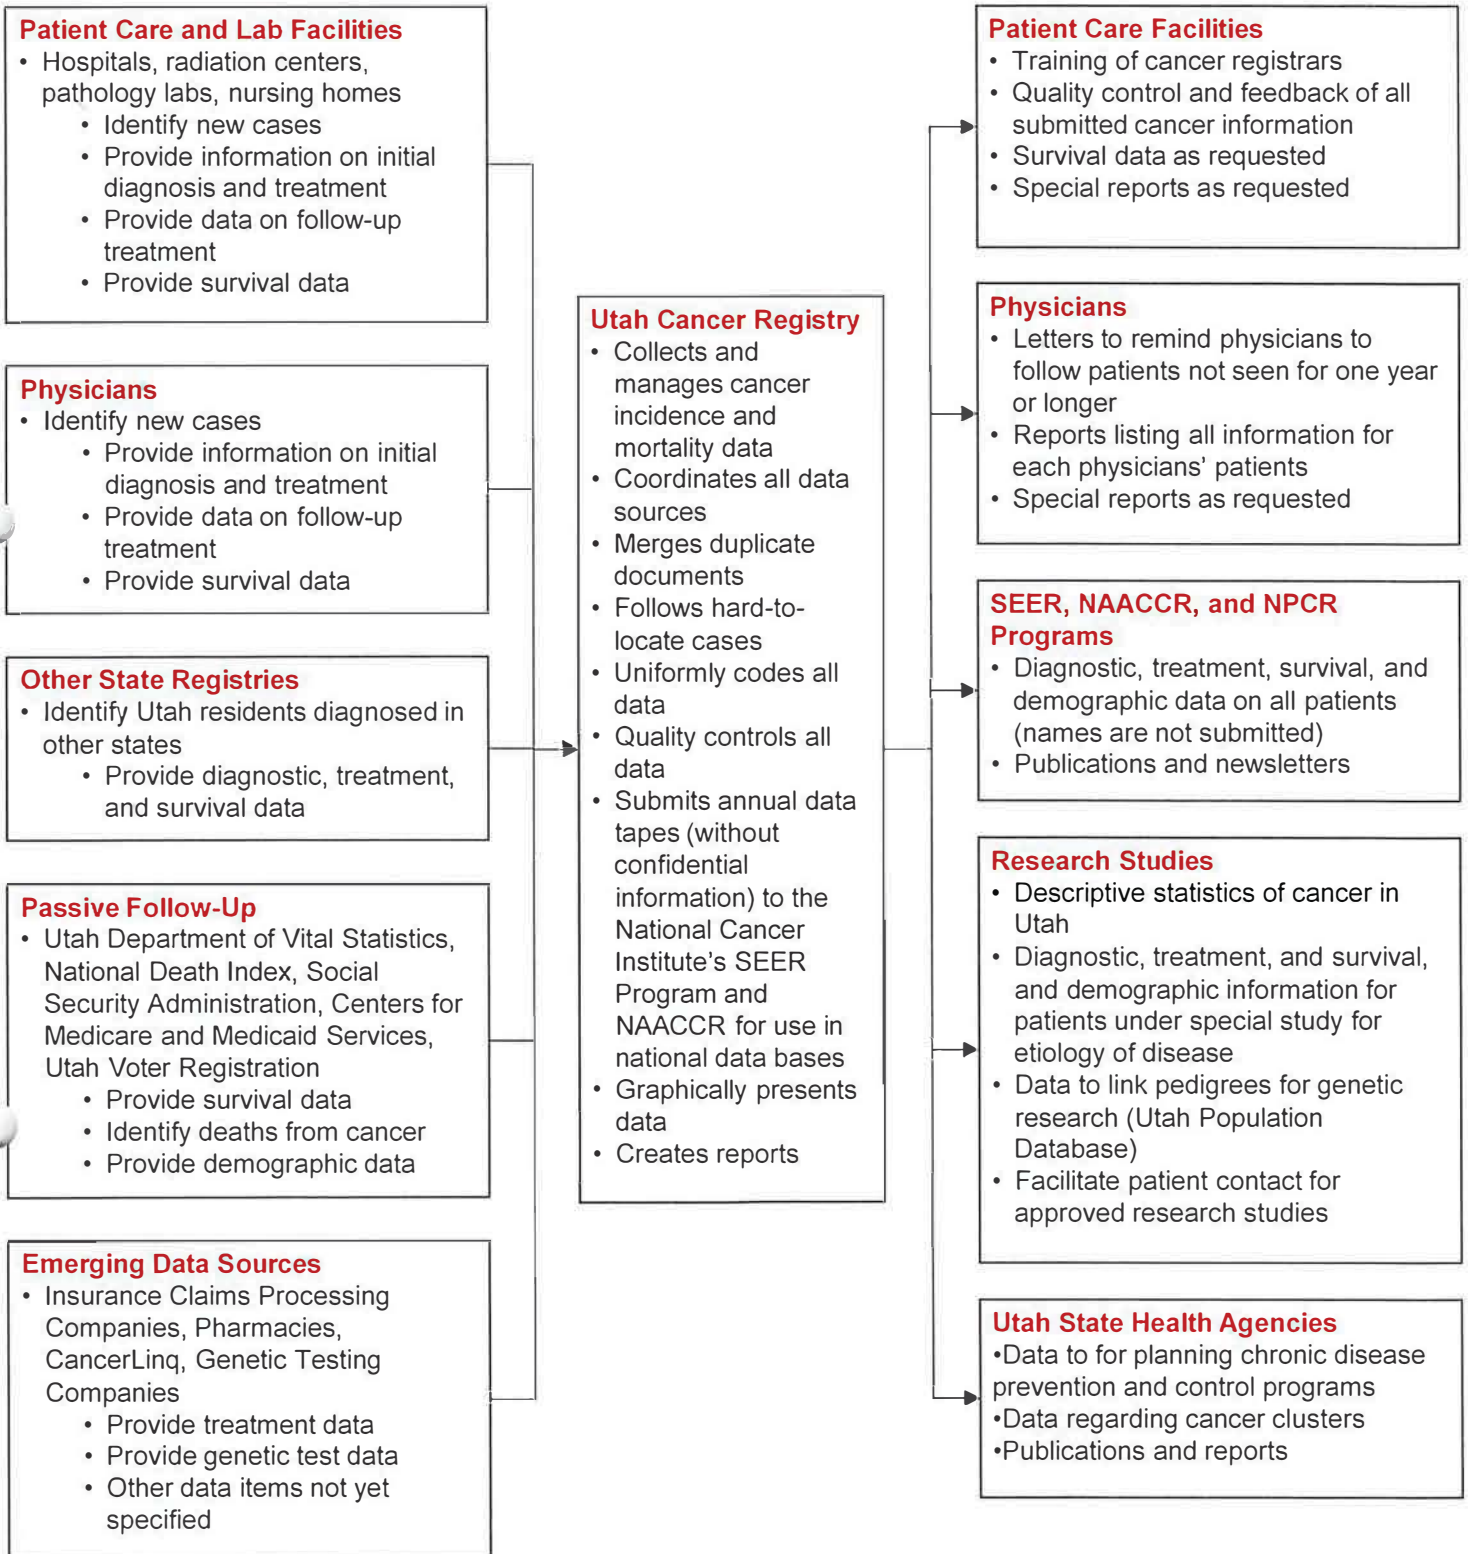 Patient Care and Lab Facilities
• Hospitals, radiation centers,
pathology labs, nursing homes
• Identify new cases
• Provide information on initial
diagnosis and treatment
• Provide data on follow-up
treatment
• Provide survival data
Physicians
• Identify new cases
• Provide information on initial
diagnosis and treatment
• Provide data on follow-up
treatment
• Provide survival data
Other State Registries
• Identify Utah residents diagnosed in
other states
• Provide diagnostic, treatment,
and survival data
Passive Follow-Up
• Utah Department of Vital Statistics,
National Death Index, Social
Security Administration, Centers for
Medicare and Medicaid Services,
Utah Voter Registration
• Provide survival data
• Identify deaths from cancer
• Provide demographic data
Emerging Data Sources
• Insurance Claims Processing
Companies, Pharmacies,
CancerLinq, Genetic Testing
Companies
• Provide treatment data
• Provide genetic test data
• Other data items not yet
specified
Utah Cancer Registry
• Collects and
manages cancer
incidence and
mortality data
• Coordinates all data
sources
• Merges duplicate
documents
• Follows hard-to-
locate cases
• Uniformly codes all
data
• Quality controls all
data
• Submits annual data
tapes (without
confidential
information) to the
National Cancer
Institute's SEER
Program and
NAACCR for use in
national data bases
• Graphically presents
data
• Creates reports
Patient Care Facilities
• Training of cancer registrars
• Quality control and feedback of all
submitted cancer information
• Survival data as requested
• Special reports as requested
Physicians
• Letters to remind physicians to
follow patients not seen for one year
or longer
• Reports listing all information for
each physicians' patients
• Special reports as requested
SEER, NAACCR, and NPCR
Programs
• Diagnostic, treatment, survival, and
demographic data on all patients
(names are not submitted)
• Publications and newsletters
Research Studies
• Descriptive statistics of cancer in
Utah
• Diagnostic, treatment, and survival,
and demographic information for
patients under special study for
etiology of disease
• Data to link pedigrees for genetic
research (Utah Population
Database)
• Facilitate patient contact for
approved research studies
Utah State Health Agencies
•Data to for planning chronic disease
prevention and control programs
•Data regarding cancer clusters
•Publications and reports